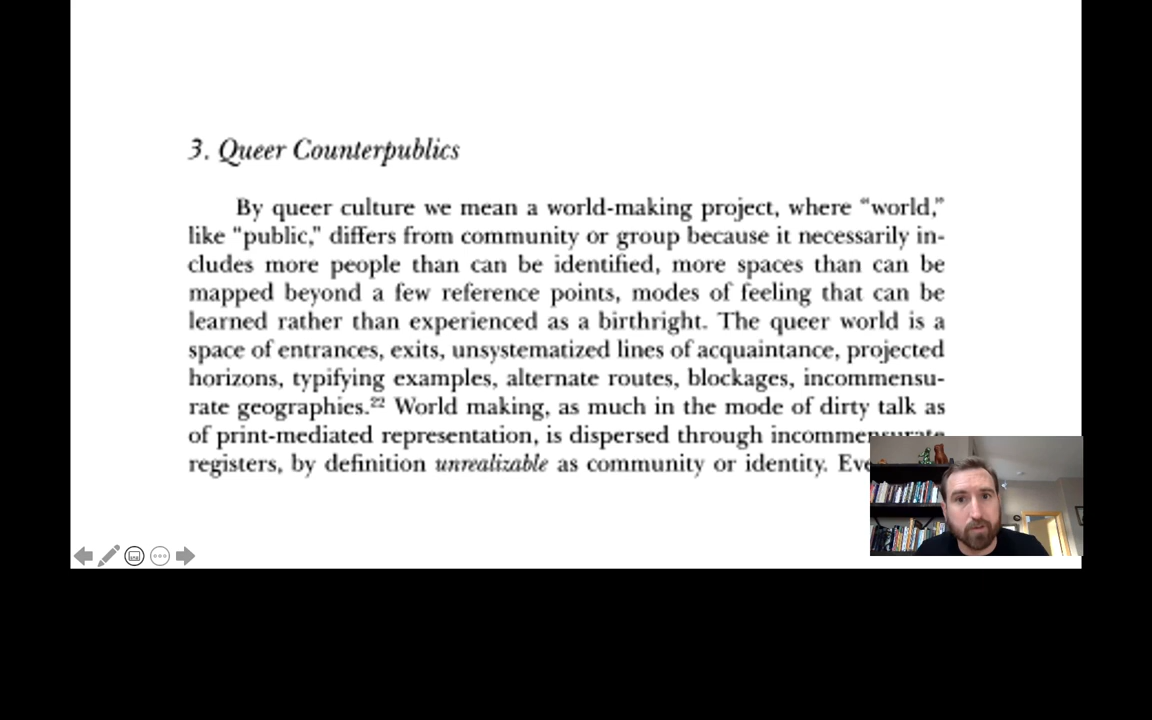 3. Queer Counterpublics
By queer culture we mean a world-making project, where “world,”
like "public," differs from community or group because it necessarily in-
cludes more people than can be identified, more spaces than can be
mapped beyond a few reference points, modes of feeling that can be
learned rather than experienced as a birthright. The queer world is a
space of entrances, exits, unsystematized lines of acquaintance, projected
horizons, typifying examples, alternate routes, blockages, incommensu-
rate geographies.22 World making, as much in the mode of dirty talk as
of print-mediated representation, is dispersed through incommensurate
registers, by definition unrealizable as community or identity.